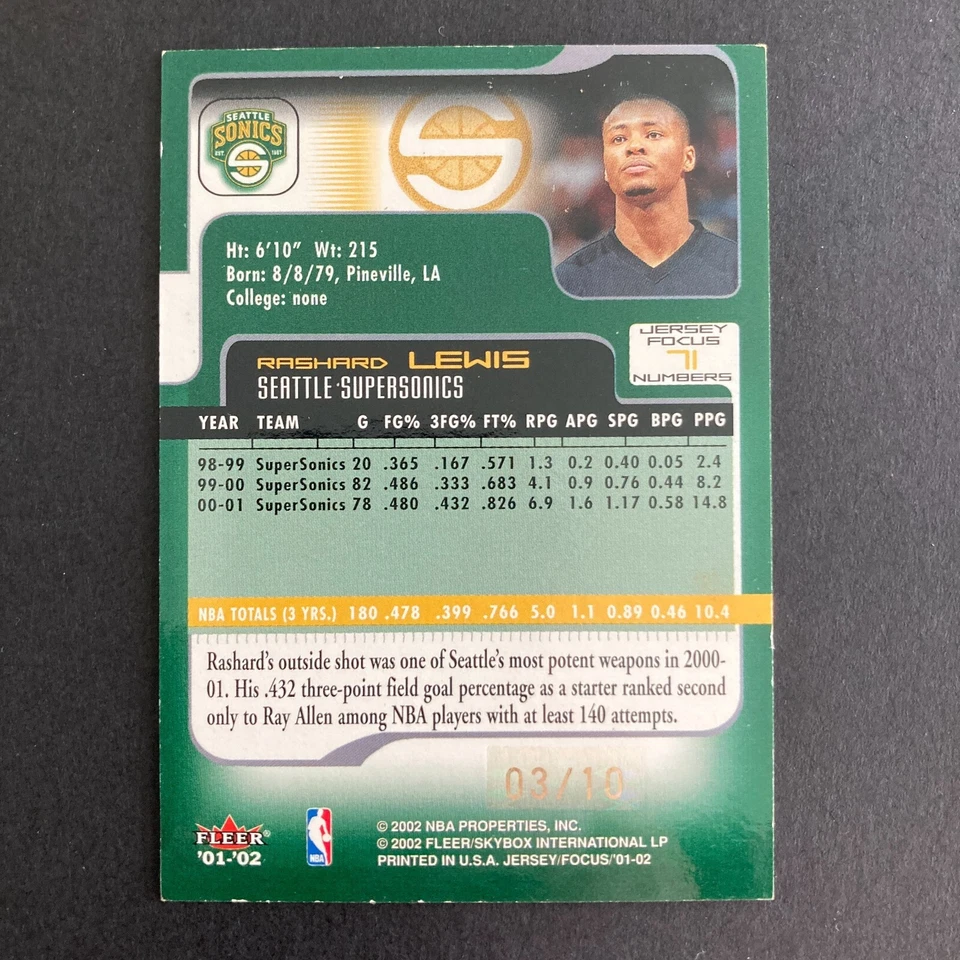 SEATTLE
SONICS
EST. 1967
Ht: 6'10" Wt: 215
Born: 8/8/79, Pineville, LA
College: none
JERSEY
FOCUS
71
NUMBERS
RASHARD LEWIS
SEATTLE SUPERSONICS
YEAR TEAM G FG% 3FG% FT% RPG APG SPG BPG PPG
98-99 SuperSonics 20 .365 .167 .571 1.3 0.2 0.40 0.05 2.4
99-00 SuperSonics 82 .486 .333 .683 4.1 0.9 0.76 0.44 8.2
00-01 SuperSonics 78 .480 .432 .826 6.9 1.6 1.17 0.58 14.8
NBA TOTALS (3 YRS.) 180 .478 .399 .766 5.0 1.1 0.89 0.46 10.4
Rashard's outside shot was one of Seattle's most potent weapons in 2000-
01. His .432 three-point field goal percentage as a starter ranked second
only to Ray Allen among NBA players with at least 140 attempts.
03/10
FLEER®
'01-'02
NBA
© 2002 NBA PROPERTIES, INC.
© 2002 FLEER/SKYBOX INTERNATIONAL LP
PRINTED IN U.S.A. JERSEY/FOCUS/'01-02